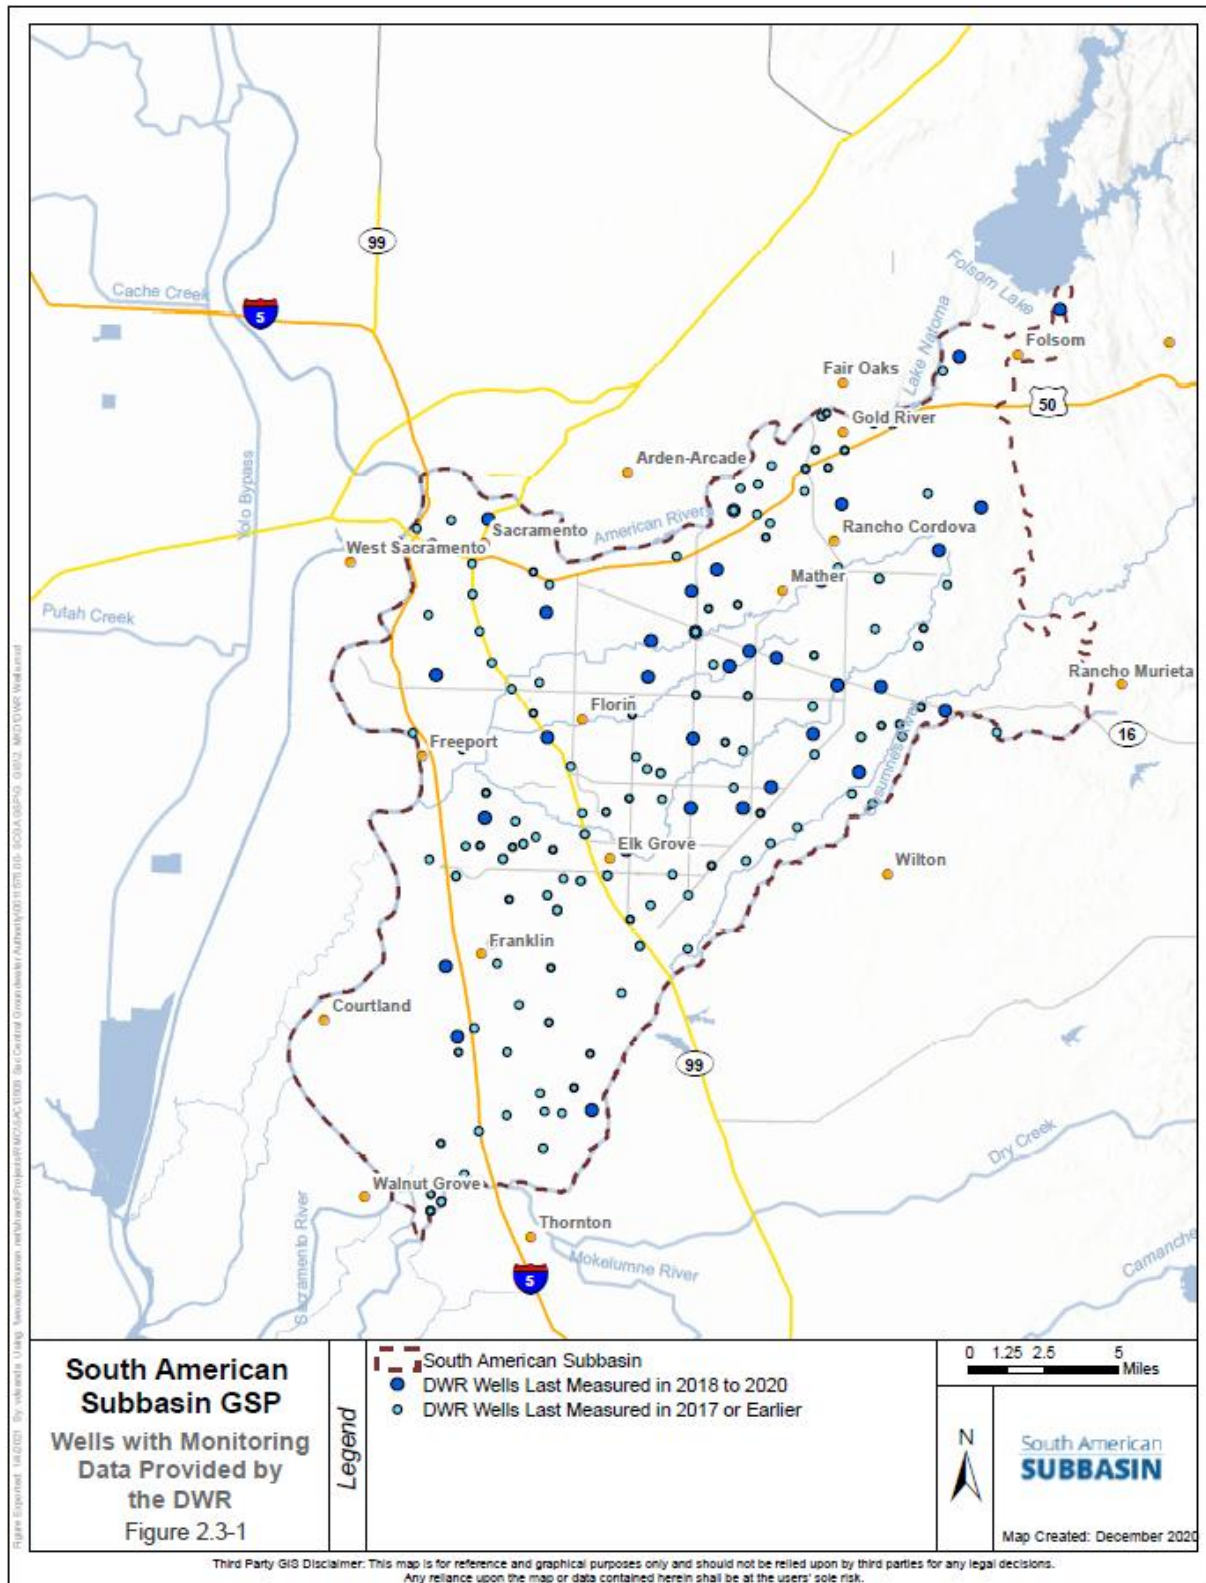 99
Cache Creek
5
Folsom Lake
Lake Natoma
Folsom
Fair Oaks
50
Gold River
Arden-Arcade
Yolo Bypass
American River
Sacramento
Rancho Cordova
West Sacramento
Mather
Putah Creek
Rancho Murieta
Florin
16
Freeport
Cosumnes River
Elk Grove
Wilton
Franklin
Courtland
99
Dry Creek
Walnut Grove
Sacramento River
Thornton
Mokelumne River
Camanche
5
South American
Subbasin GSP
Wells with Monitoring
Data Provided by
the DWR
Figure 2.3-1
Legend
South American Subbasin
DWR Wells Last Measured in 2018 to 2020
DWR Wells Last Measured in 2017 or Earlier
0 1.25 2.5 5
Miles
N
South American
SUBBASIN
Map Created: December 2020
Third Party GIS Disclaimer: This map is for reference and graphical purposes only and should not be relied upon by third parties for any legal decisions.
Any reliance upon the map or data contained herein shall be at the users' sole risk.